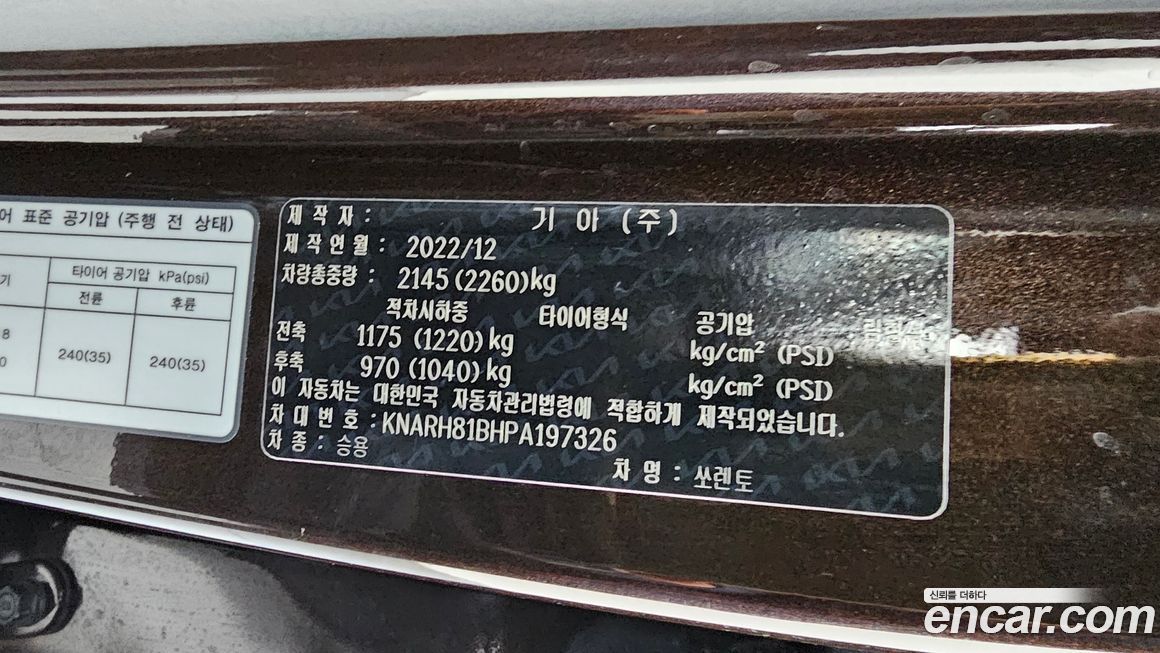 어 표준 공기압 (주행 전 상태)
기
타이어 공기압 kPa(psi)
전륜 후륜
8
0
240(35) 240(35)
제작자 : 기아 (주)
제작연월 : 2022/12
차량총중량 : 2145 (2260)kg
적차시하중 타이어형식 공기압
전축 1175 (1220) kg kg/cm² (PSI)
후축 970 (1040) kg kg/cm² (PSI)
이 자동차는 대한민국 자동차관리법령에 적합하게 제작되었습니다.
차대번호 : KNARH81BHPA197326
차종 : 승용 차명 : 쏘렌토
신뢰를 더하다
encar.com